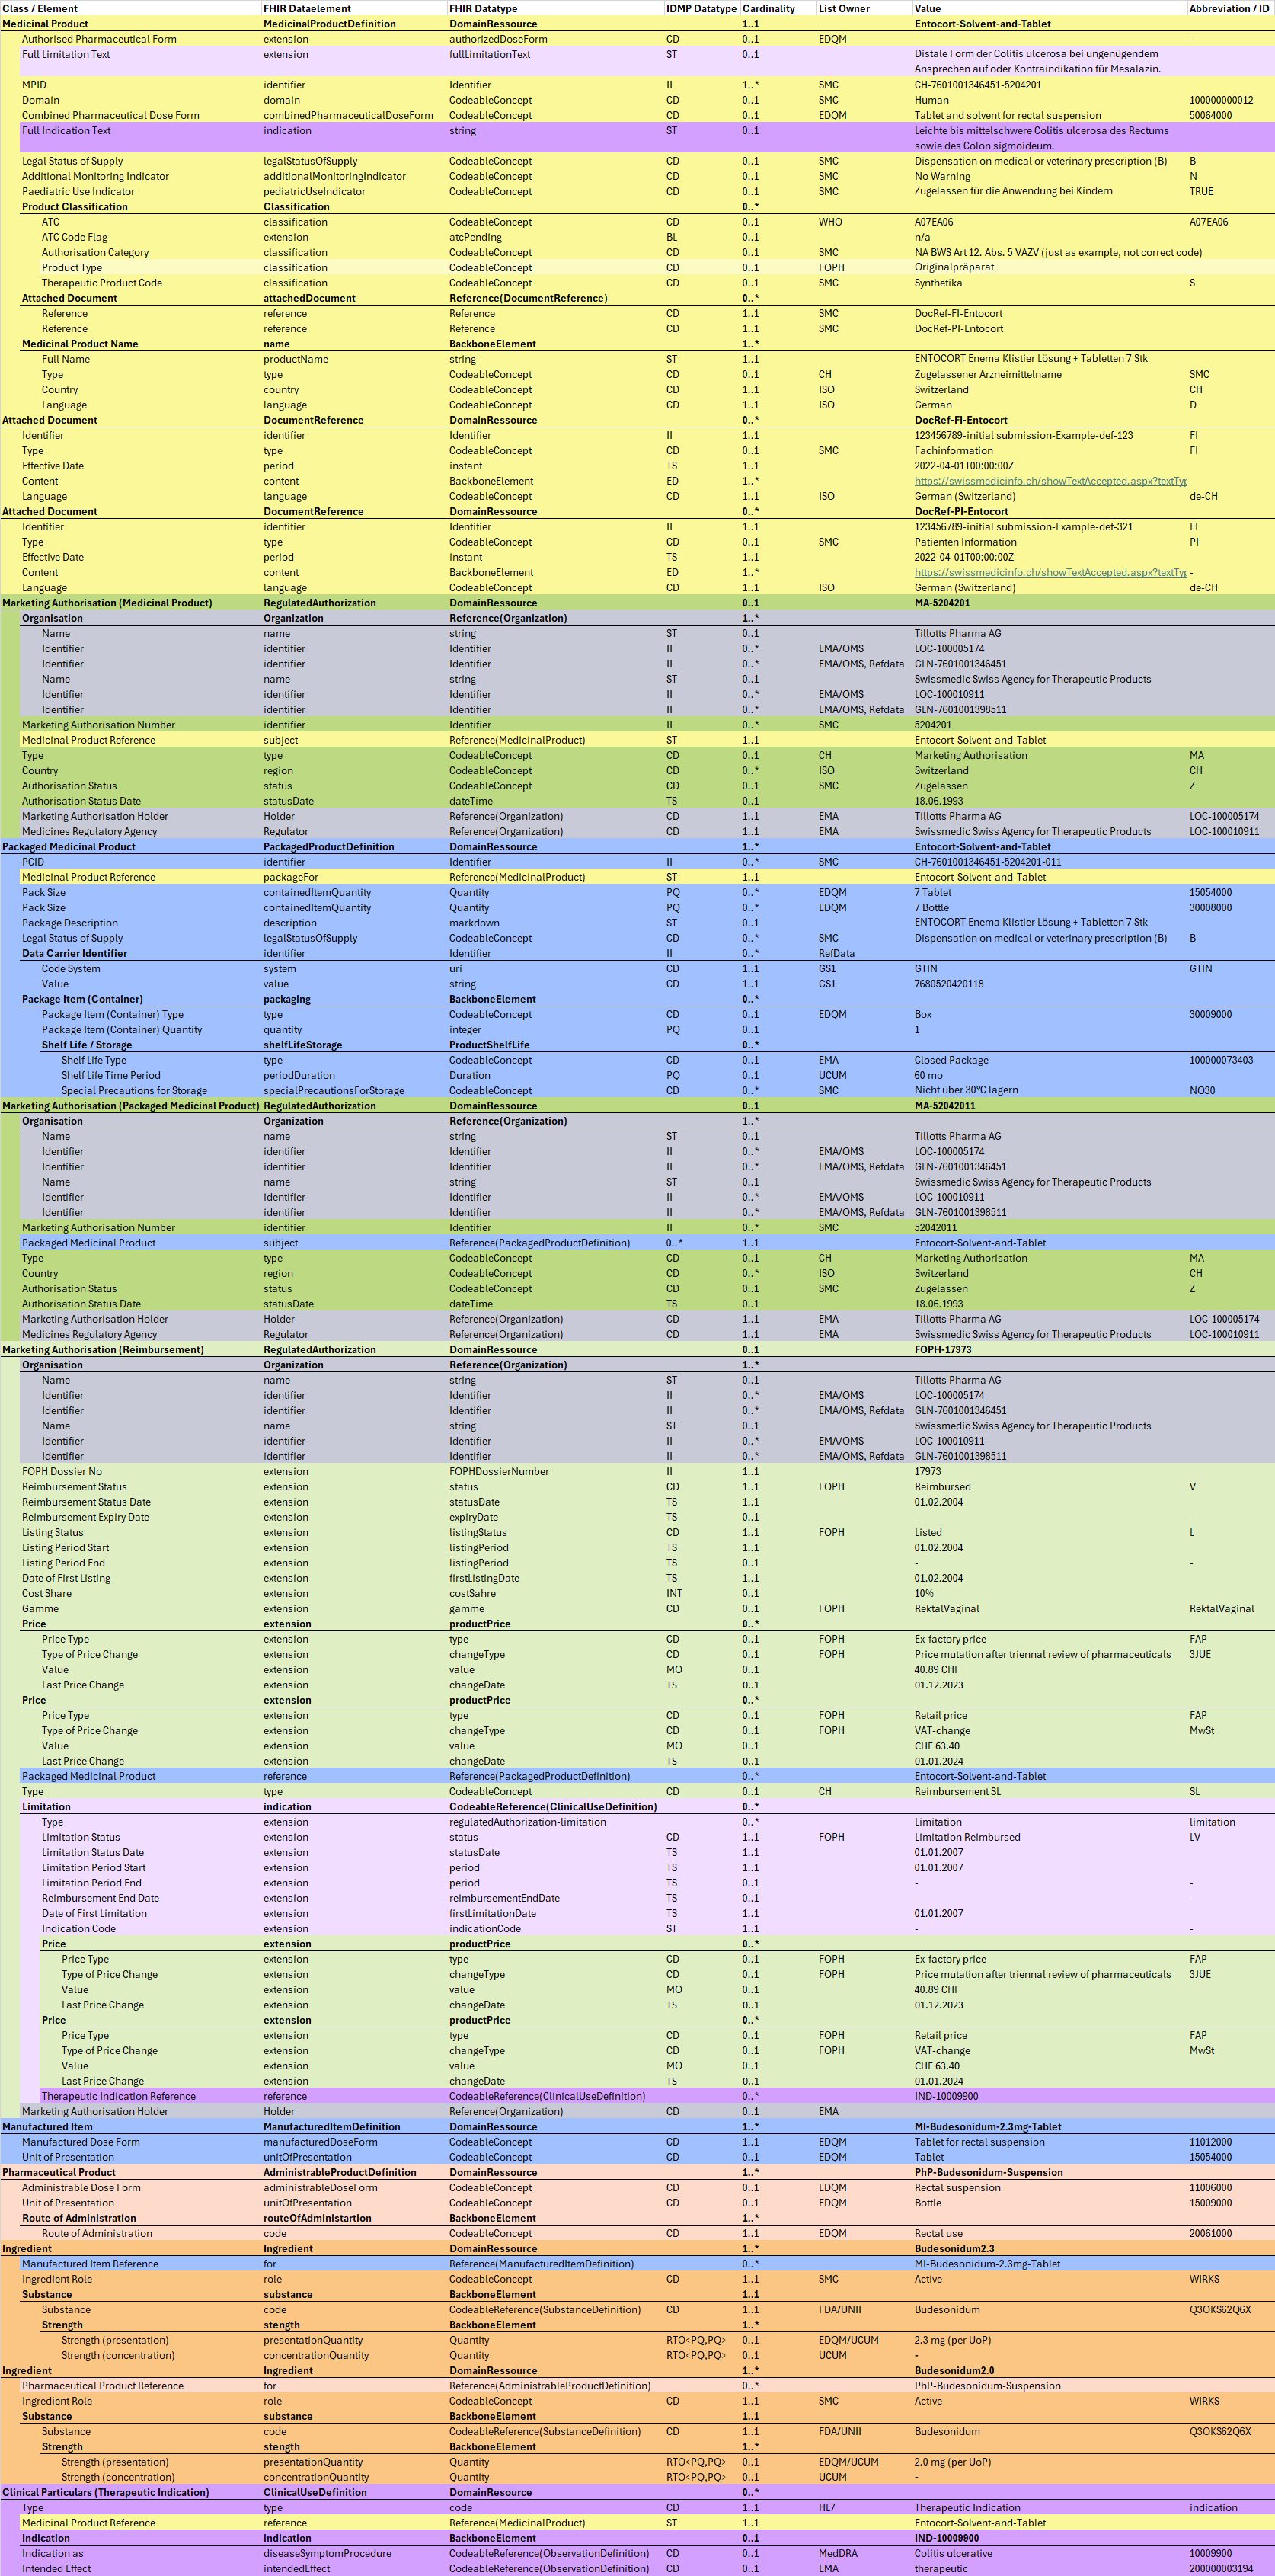 Class / Element FHIR Dataelement FHIR Datatype IDMP Datatype Cardinality List Owner Value Abbreviation / ID
Medicinal Product MedicinalProductDefinition DomainRessource 1..1 Entocort-Solvent-and-Tablet
Authorised Pharmaceutical Form extension authorizedDoseForm CD 0..1 EDQM - -
Full Limitation Text extension fullLimitationText ST 0..1 Distale Form der Colitis ulcerosa bei ungenügendem
Ansprechen auf oder Kontraindikation für Mesalazin.
MPID identifier Identifier II 1..* SMC CH-7601001346451-5204201
Domain domain CodeableConcept CD 0..1 SMC Human 100000000012
Combined Pharmaceutical Dose Form combinedPharmaceuticalDoseForm CodeableConcept CD 0..1 EDQM Tablet and solvent for rectal suspension 50064000
Full Indication Text indication string ST 0..1 Leichte bis mittelschwere Colitis ulcerosa des Rectums
sowie des Colon sigmoideum.
Legal Status of Supply legalStatusOfSupply CodeableConcept CD 0..1 SMC Dispensation on medical or veterinary prescription (B) B
Additional Monitoring Indicator additionalMonitoringIndicator CodeableConcept CD 0..1 SMC No Warning N
Paediatric Use Indicator pediatricUseIndicator CodeableConcept CD 0..1 SMC Zugelassen für die Anwendung bei Kindern TRUE
Product Classification Classification 0..*
ATC classification CodeableConcept CD 0..1 WHO A07EA06 A07EA06
ATC Code Flag extension atcPending BL 0..1 n/a
Authorisation Category classification CodeableConcept CD 0..1 SMC NA BWS Art 12. Abs. 5 VAZV (just as example, not correct code)
Product Type classification CodeableConcept CD 0..1 FOPH Originalpräparat
Therapeutic Product Code classification CodeableConcept CD 0..1 SMC Synthetika S
Attached Document attachedDocument Reference(DocumentReference) 0..*
Reference reference Reference CD 1..1 SMC DocRef-FI-Entocort
Reference reference Reference CD 1..1 SMC DocRef-PI-Entocort
Medicinal Product Name name BackboneElement 1..*
Full Name productName string ST 1..1 ENTOCORT Enema Klistier Lösung + Tabletten 7 Stk
Type type CodeableConcept CD 0..1 CH Zugelassener Arzneimittelname SMC
Country country CodeableConcept CD 1..1 ISO Switzerland CH
Language language CodeableConcept CD 1..1 ISO German D
Attached Document DocumentReference DomainRessource 0..* DocRef-FI-Entocort
Identifier identifier Identifier II 1..1 123456789-initial submission-Example-def-123 FI
Type type CodeableConcept CD 1..1 SMC Fachinformation FI
Effective Date period instant TS 1..1 2022-04-01T00:00:00Z
Content content BackboneElement ED 1..* https://swissmedicinfo.ch/showTextAccepted.aspx?textTyp -
Language language CodeableConcept CD 1..1 ISO German (Switzerland) de-CH
Attached Document DocumentReference DomainRessource 0..* DocRef-PI-Entocort
Identifier identifier Identifier II 1..1 123456789-initial submission-Example-def-321 FI
Type type CodeableConcept CD 1..1 SMC Patienten Information PI
Effective Date period instant TS 1..1 2022-04-01T00:00:00Z
Content content BackboneElement ED 1..* https://swissmedicinfo.ch/showTextAccepted.aspx?textTyp -
Language language CodeableConcept CD 1..1 ISO German (Switzerland) de-CH
Marketing Authorisation (Medicinal Product) RegulatedAuthorization DomainRessource 0..1 MA-5204201
Organisation Organization Reference(Organization) 1..*
Name name string ST 0..1 Tillotts Pharma AG
Identifier identifier Identifier II 0..* EMA/OMS LOC-100005174
Identifier identifier Identifier II 0..* EMA/OMS, Refdata GLN-7601001346451
Name name string ST 0..1 Swissmedic Swiss Agency for Therapeutic Products
Identifier identifier Identifier II 0..* EMA/OMS LOC-100010911
Identifier identifier Identifier II 0..* EMA/OMS, Refdata GLN-7601001398511
Marketing Authorisation Number identifier Identifier II 0..* SMC 5204201
Medicinal Product Reference subject Reference(MedicinalProduct) ST 1..1 Entocort-Solvent-and-Tablet
Type type CodeableConcept CD 0..1 CH Marketing Authorisation MA
Country region CodeableConcept CD 0..* ISO Switzerland CH
Authorisation Status status CodeableConcept CD 0..1 SMC Zugelassen Z
Authorisation Status Date statusDate dateTime TS 0..1 18.06.1993
Marketing Authorisation Holder Holder Reference(Organization) CD 1..1 EMA Tillotts Pharma AG LOC-100005174
Medicines Regulatory Agency Regulator Reference(Organization) CD 1..1 EMA Swissmedic Swiss Agency for Therapeutic Products LOC-100010911
Packaged Medicinal Product PackagedProductDefinition DomainRessource 1..* Entocort-Solvent-and-Tablet
PCID identifier Identifier II 0..* SMC CH-7601001346451-5204201-011
Medicinal Product Reference packageFor Reference(MedicinalProduct) ST 1..1 Entocort-Solvent-and-Tablet
Pack Size containedItemQuantity Quantity PQ 0..* EDQM 7 Tablet 15054000
Pack Size containedItemQuantity Quantity PQ 0..* EDQM 7 Bottle 30008000
Package Description description markdown ST 0..1 ENTOCORT Enema Klistier Lösung + Tabletten 7 Stk
Legal Status of Supply legalStatusOfSupply CodeableConcept CD 0..* SMC Dispensation on medical or veterinary prescription (B) B
Data Carrier Identifier identifier Identifier II 0..* RefData
Code System system uri CD 1..1 GS1 GTIN GTIN
Value value string CD 1..1 GS1 7680520420118
Package Item (Container) packaging BackboneElement 0..*
Package Item (Container) Type type CodeableConcept CD 0..1 EDQM Box 30009000
Package Item (Container) Quantity quantity integer PQ 0..1 1
Shelf Life / Storage shelfLifeStorage ProductShelfLife 0..*
Shelf Life Type type CodeableConcept CD 0..1 EMA Closed Package 100000073403
Shelf Life Time Period periodDuration Duration PQ 0..1 UCUM 60 mo
Special Precautions for Storage specialPrecautionsForStorage CodeableConcept CD 0..* SMC Nicht über 30°C lagern NO30
Marketing Authorisation (Packaged Medicinal Product) RegulatedAuthorization DomainRessource 0..1 MA-52042011
Organisation Organization Reference(Organization) 1..*
Name name string ST 0..1 Tillotts Pharma AG
Identifier identifier Identifier II 0..* EMA/OMS LOC-100005174
Identifier identifier Identifier II 0..* EMA/OMS, Refdata GLN-7601001346451
Name name string ST 0..1 Swissmedic Swiss Agency for Therapeutic Products
Identifier identifier Identifier II 0..* EMA/OMS LOC-100010911
Identifier identifier Identifier II 0..* EMA/OMS, Refdata GLN-7601001398511
Marketing Authorisation Number identifier Identifier II 0..* SMC 52042011
Packaged Medicinal Product subject Reference(PackagedProductDefinition) 0..* 1..1 Entocort-Solvent-and-Tablet
Type type CodeableConcept CD 0..1 CH Marketing Authorisation MA
Country region CodeableConcept CD 0..* ISO Switzerland CH
Authorisation Status status CodeableConcept CD 0..1 SMC Zugelassen Z
Authorisation Status Date statusDate dateTime TS 0..1 18.06.1993
Marketing Authorisation Holder Holder Reference(Organization) CD 1..1 EMA Tillotts Pharma AG LOC-100005174
Medicines Regulatory Agency Regulator Reference(Organization) CD 1..1 EMA Swissmedic Swiss Agency for Therapeutic Products LOC-100010911
Marketing Authorisation (Reimbursement) RegulatedAuthorization DomainRessource 0..1 FOPH-17973
Organisation Organization Reference(Organization) 1..*
Name name string ST 0..1 Tillotts Pharma AG
Identifier identifier Identifier II 0..* EMA/OMS LOC-100005174
Identifier identifier Identifier II 0..* EMA/OMS, Refdata GLN-7601001346451
Name name string ST 0..1 Swissmedic Swiss Agency for Therapeutic Products
Identifier identifier Identifier II 0..* EMA/OMS LOC-100010911
Identifier identifier Identifier II 0..* EMA/OMS, Refdata GLN-7601001398511
FOPH Dossier No extension FOPHDossierNumber II 1..1 17973
Reimbursement Status extension status CD 1..1 FOPH Reimbursed V
Reimbursement Status Date extension statusDate TS 1..1 01.02.2004
Reimbursement Expiry Date extension expiryDate TS 0..1 - -
Listing Status extension listingStatus CD 1..1 FOPH Listed L
Listing Period Start extension listingPeriod TS 1..1 01.02.2004
Listing Period End extension listingPeriod TS 0..1 - -
Date of First Listing extension firstListingDate TS 1..1 01.02.2004
Cost Share extension costSahre INT 0..1 10%
Gamme extension gamme CD 0..1 FOPH RektalVaginal RektalVaginal
Price extension productPrice 0..*
Price Type extension type CD 0..1 FOPH Ex-factory price FAP
Type of Price Change extension changeType CD 0..1 FOPH Price mutation after triennal review of pharmaceuticals 3JUE
Value extension value MO 0..1 40.89 CHF
Last Price Change extension changeDate TS 0..1 01.12.2023
Price extension productPrice 0..*
Price Type extension type CD 0..1 FOPH Retail price FAP
Type of Price Change extension changeType CD 0..1 FOPH VAT-change MwSt
Value extension value MO 0..1 CHF 63.40
Last Price Change extension changeDate TS 0..1 01.01.2024
Packaged Medicinal Product reference Reference(PackagedProductDefinition) 0..* Entocort-Solvent-and-Tablet
Type type CodeableConcept CD 0..1 CH Reimbursement SL SL
Limitation indication CodeableReference(ClinicalUseDefinition) 0..*
Type extension regulatedAuthorization-limitation 0..* Limitation limitation
Limitation Status extension status CD 1..1 FOPH Limitation Reimbursed LV
Limitation Status Date extension statusDate TS 1..1 01.01.2007
Limitation Period Start extension period TS 1..1 01.01.2007
Limitation Period End extension period TS 0..1 - -
Reimbursement End Date extension reimbursementEndDate TS 0..1 - -
Date of First Limitation extension firstLimitationDate TS 1..1 01.01.2007
Indication Code extension indicationCode ST 1..1 - -
Price extension productPrice 0..*
Price Type extension type CD 0..1 FOPH Ex-factory price FAP
Type of Price Change extension changeType CD 0..1 FOPH Price mutation after triennal review of pharmaceuticals 3JUE
Value extension value MO 0..1 40.89 CHF
Last Price Change extension changeDate TS 0..1 01.12.2023
Price extension productPrice 0..*
Price Type extension type CD 0..1 FOPH Retail price FAP
Type of Price Change extension changeType CD 0..1 FOPH VAT-change MwSt
Value extension value MO 0..1 CHF 63.40
Last Price Change extension changeDate TS 0..1 01.01.2024
Therapeutic Indication Reference reference CodeableReference(ClinicalUseDefinition) 0..* IND-10009900
Marketing Authorisation Holder Holder Reference(Organization) CD 0..1 EMA
Manufactured Item ManufacturedItemDefinition DomainRessource 1..* MI-Budesonidum-2.3mg-Tablet
Manufactured Dose Form manufacturedDoseForm CodeableConcept CD 1..1 EDQM Tablet for rectal suspension 11012000
Unit of Presentation unitOfPresentation CodeableConcept CD 0..1 EDQM Tablet 15054000
Pharmaceutical Product AdministrableProductDefinition DomainRessource 1..* PhP-Budesonidum-Suspension
Administrable Dose Form administrableDoseForm CodeableConcept CD 1..1 EDQM Rectal suspension 11006000
Unit of Presentation unitOfPresentation CodeableConcept CD 0..1 EDQM Bottle 15009000
Route of Administration routeOfAdministartion BackboneElement 1..*
Route of Administration code CodeableConcept CD 1..1 EDQM Rectal use 20061000
Ingredient Ingredient DomainRessource 1..* Budesonidum2.3
Manufactured Item Reference for Reference(ManufacturedItemDefinition) 0..* MI-Budesonidum-2.3mg-Tablet
Ingredient Role role CodeableConcept CD 1..1 SMC Active WIRKS
Substance substance BackboneElement 1..1
Substance code CodeableReference(SubstanceDefinition) CD 1..1 FDA/UNII Budesonidum Q3OKS62Q6X
Strength stength BackboneElement 1..*
Strength (presentation) presentationQuantity Quantity RTO<PQ,PQ> 0..1 EDQM/UCUM 2.3 mg (per UoP)
Strength (concentration) concentrationQuantity Quantity RTO<PQ,PQ> 0..1 UCUM -
Ingredient Ingredient DomainRessource 1..* Budesonidum2.0
Pharmaceutical Product Reference for Reference(AdministrableProductDefinition) 0..* PhP-Budesonidum-Suspension
Ingredient Role role CodeableConcept CD 1..1 SMC Active WIRKS
Substance substance BackboneElement 1..1
Substance code CodeableReference(SubstanceDefinition) CD 1..1 FDA/UNII Budesonidum Q3OKS62Q6X
Strength stength BackboneElement 1..*
Strength (presentation) presentationQuantity Quantity RTO<PQ,PQ> 0..1 EDQM/UCUM 2.0 mg (per UoP)
Strength (concentration) concentrationQuantity Quantity RTO<PQ,PQ> 0..1 UCUM -
Clinical Particulars (Therapeutic Indication) ClinicalUseDefinition DomainResource 0..*
Type type code CD 1..1 HL7 Therapeutic Indication indication
Medicinal Product Reference reference Reference(MedicinalProduct) ST 1..1 Entocort-Solvent-and-Tablet
Indication indication BackboneElement 0..1 IND-10009900
Indication as diseaseSymptomProcedure CodeableReference(ObservationDefinition) CD 0..1 MedDRA Colitis ulcerative 10009900
Intended Effect intendedEffect CodeableReference(ObservationDefinition) CD 0..1 EMA therapeutic 200000003194